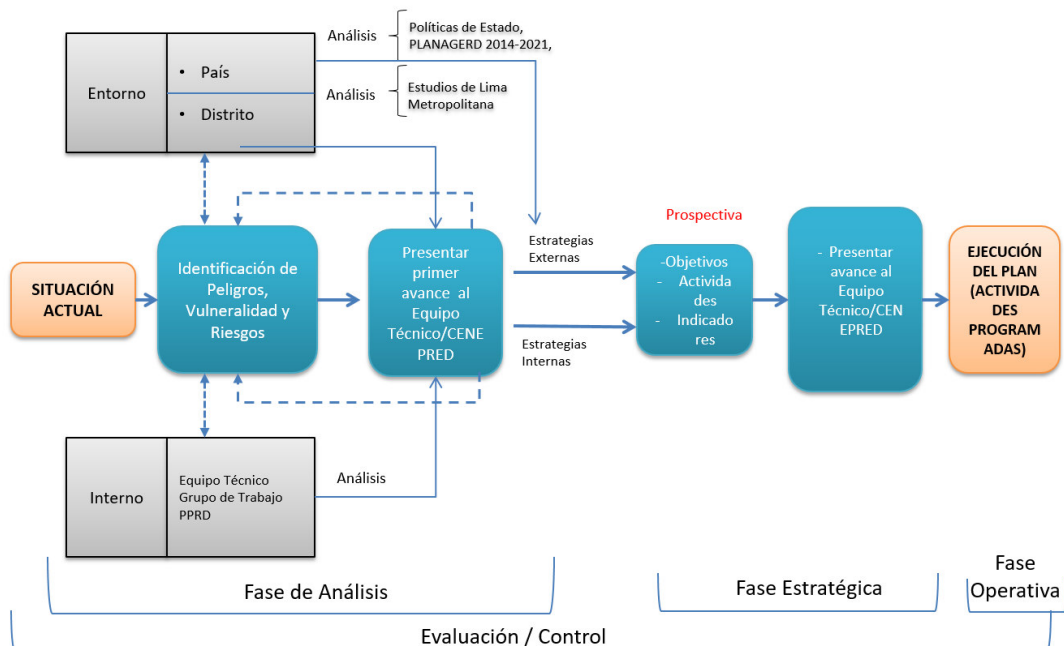 Análisis
Políticas de Estado,
PLANAGERD 2014-2021,
Entorno
• País
• Distrito
Análisis
Estudios de Lima
Metropolitana
SITUACIÓN
ACTUAL
Identificación de
Peligros,
Vulneralidad y
Riesgos
Presentar
primer
avance al
Equipo
Técnico/CENE
PRED
Estrategias
Externas
Estrategias
Internas
Prospectiva
-Objetivos
- Activida
des
- Indicado
res
- Presentar
avance al
Equipo
Técnico/CEN
EPRED
EJECUCIÓN
DEL PLAN
(ACTIVIDA
DES
PROGRAM
ADAS)
Interno
Equipo Técnico
Grupo de Trabajo
PPRD
Análisis
Fase de Análisis
Fase Estratégica
Fase
Operativa
Evaluación / Control